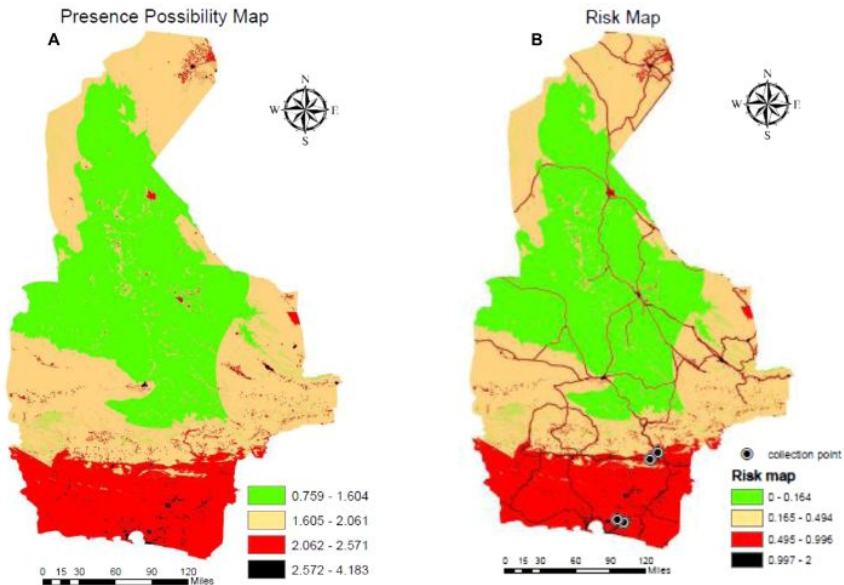 Presence Possibility Map
A
N
W E
S
0.759 - 1.604
1.605 - 2.061
2.062 - 2.571
2.572 - 4.183
0 15 30 60 90 120
Miles
Risk Map
B
N
W E
S
collection point
Risk map
0 - 0.164
0.165 - 0.494
0.495 - 0.996
0.997 - 2
0 15 30 60 90 120
Miles